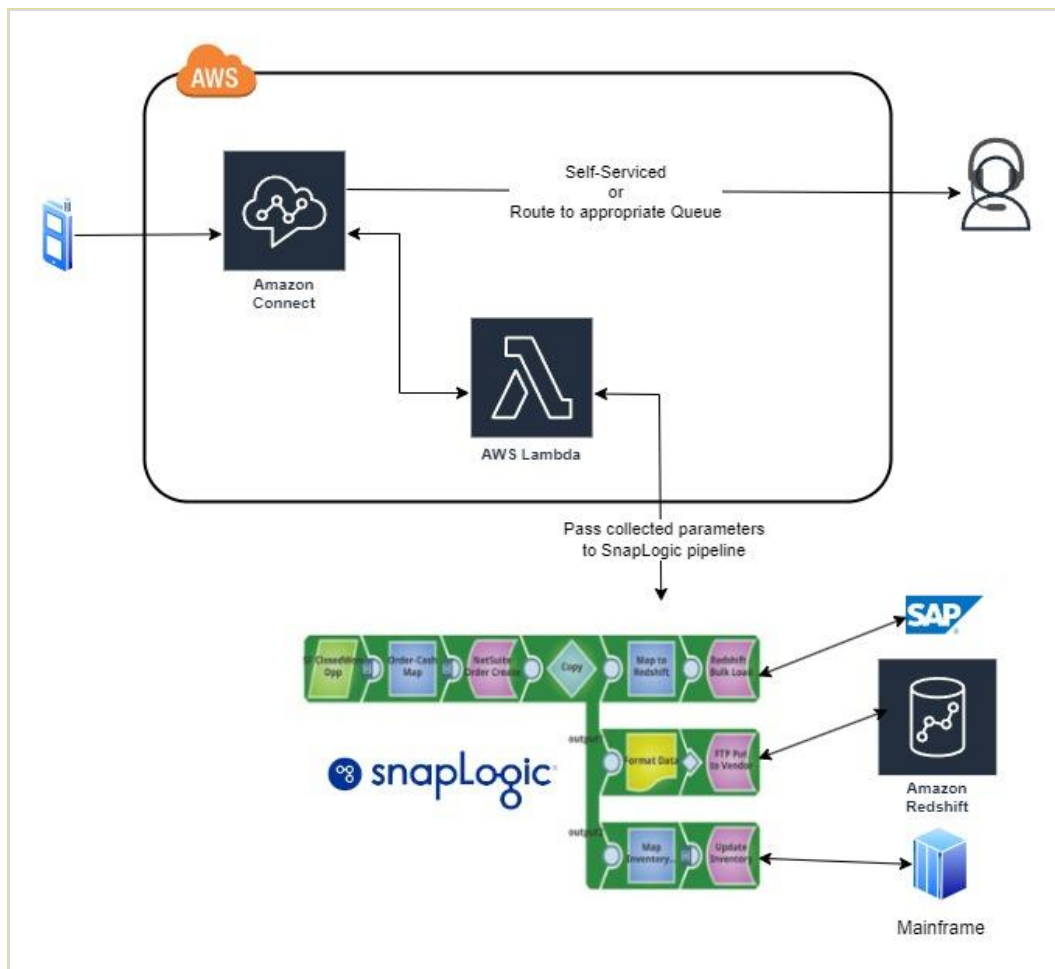 AWS
Self-Serviced
or
Route to appropriate Queue
Amazon
Connect
AWS Lambda
Pass collected parameters
to SnapLogic pipeline
SAP
Opp
Order-Cash
Map
NetSuite
Order Create
Copy
Map to
Redshift
Redshift
Bulk Load
snapLogic
Format Data
FTP Put
to Vendor
Amazon
Redshift
Map
Inventory...
Update
Inventory
Mainframe